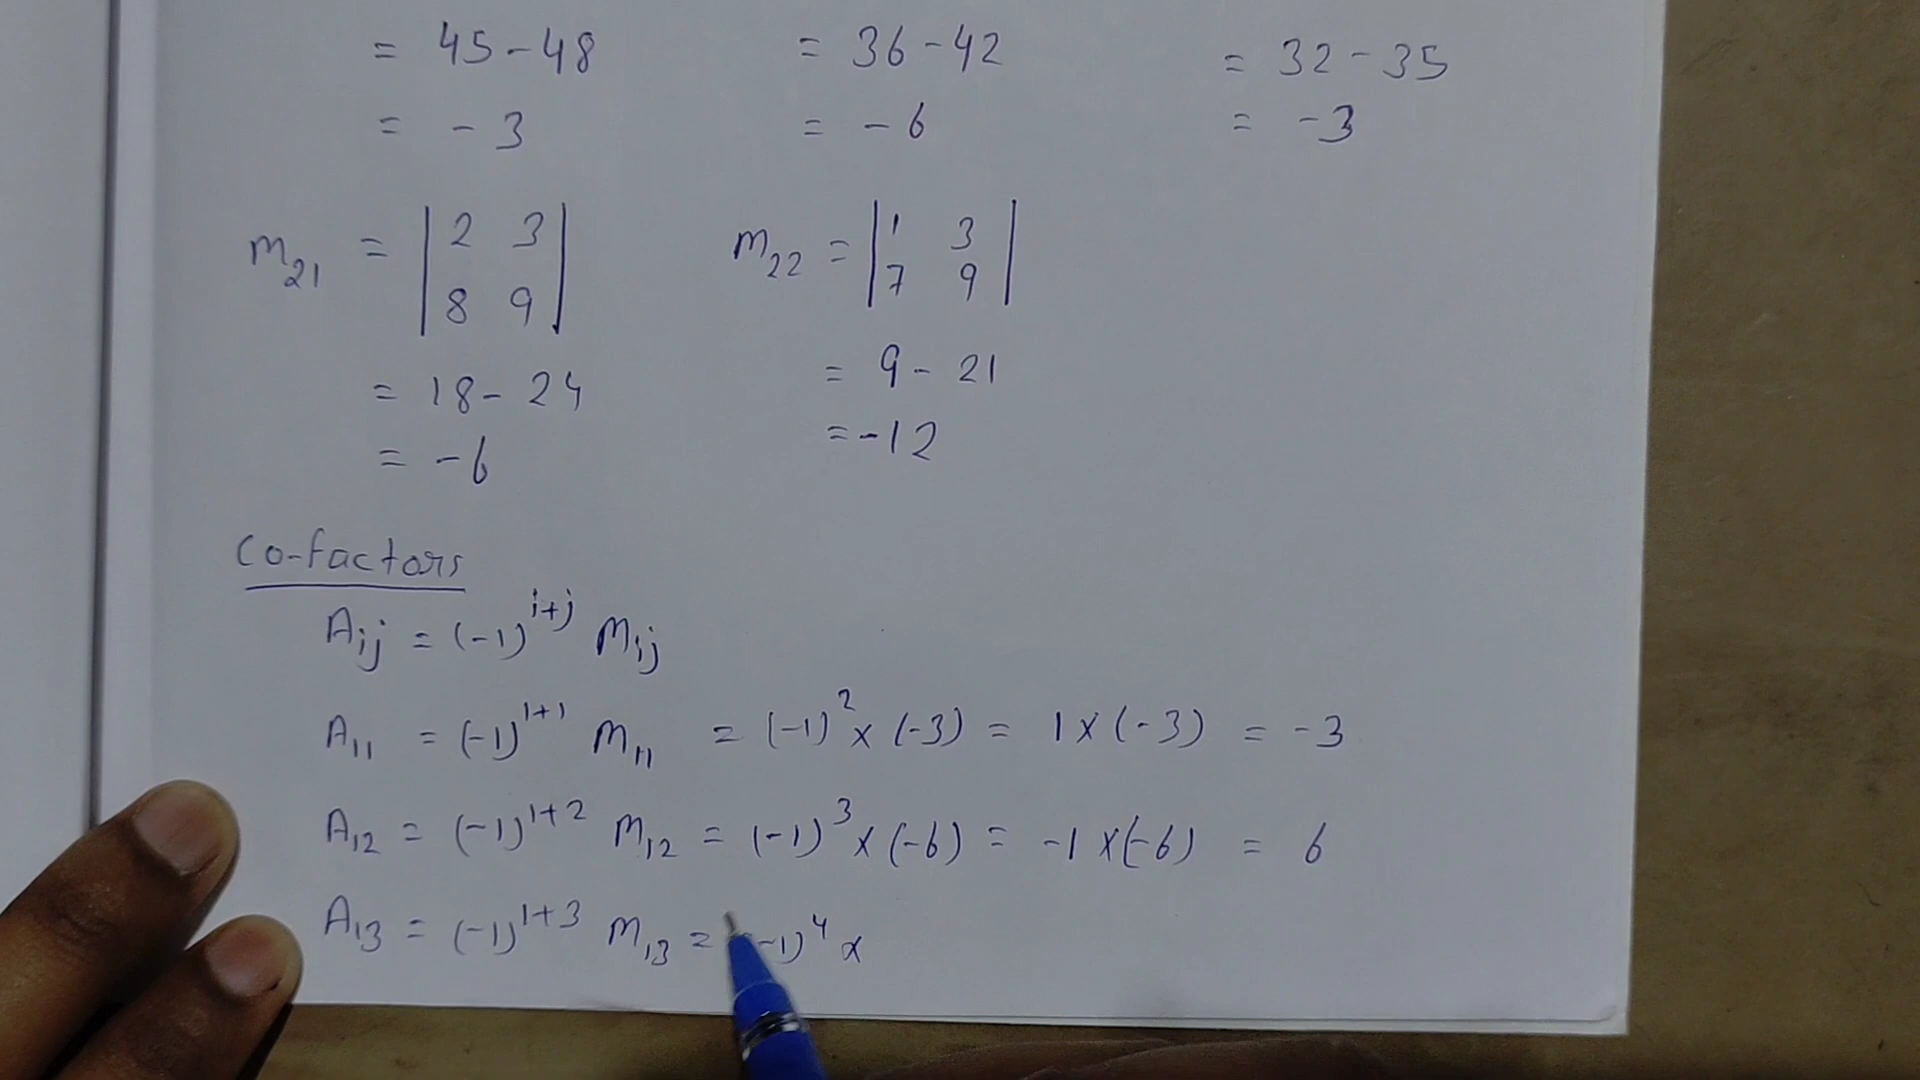 = 45-48 = 36-42 = 32-35
= -3 = -6 = -3
m21 = | 2 3 | m22 = | 1 3 |
| 8 9 | | 7 9 |
= 18-24 = 9-21
= -6 =-12
Co-factors
Aij = (-1)^i+j Mij
A11 = (-1)^1+1 M11 = (-1)^2 x (-3) = 1 x (-3) = -3
A12 = (-1)^1+2 M12 = (-1)^3 x (-6) = -1 x (-6) = 6
A13 = (-1)^1+3 M13 = (-1)^4 x